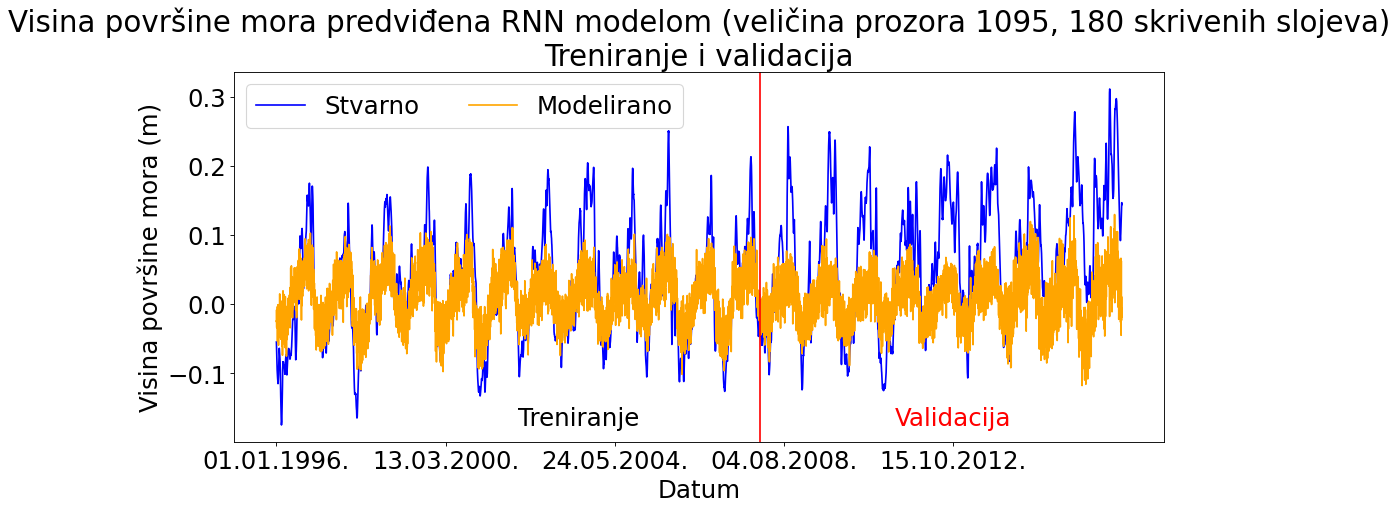 Visina površine mora predviđena RNN modelom (veličina prozora 1095, 180 skrivenih slojeva)
Treniranje i validacija
Stvarno
Modelirano
Visina površine mora (m)
0.3
0.2
0.1
0.0
−0.1
Treniranje
Validacija
01.01.1996.
13.03.2000.
24.05.2004.
04.08.2008.
15.10.2012.
Datum